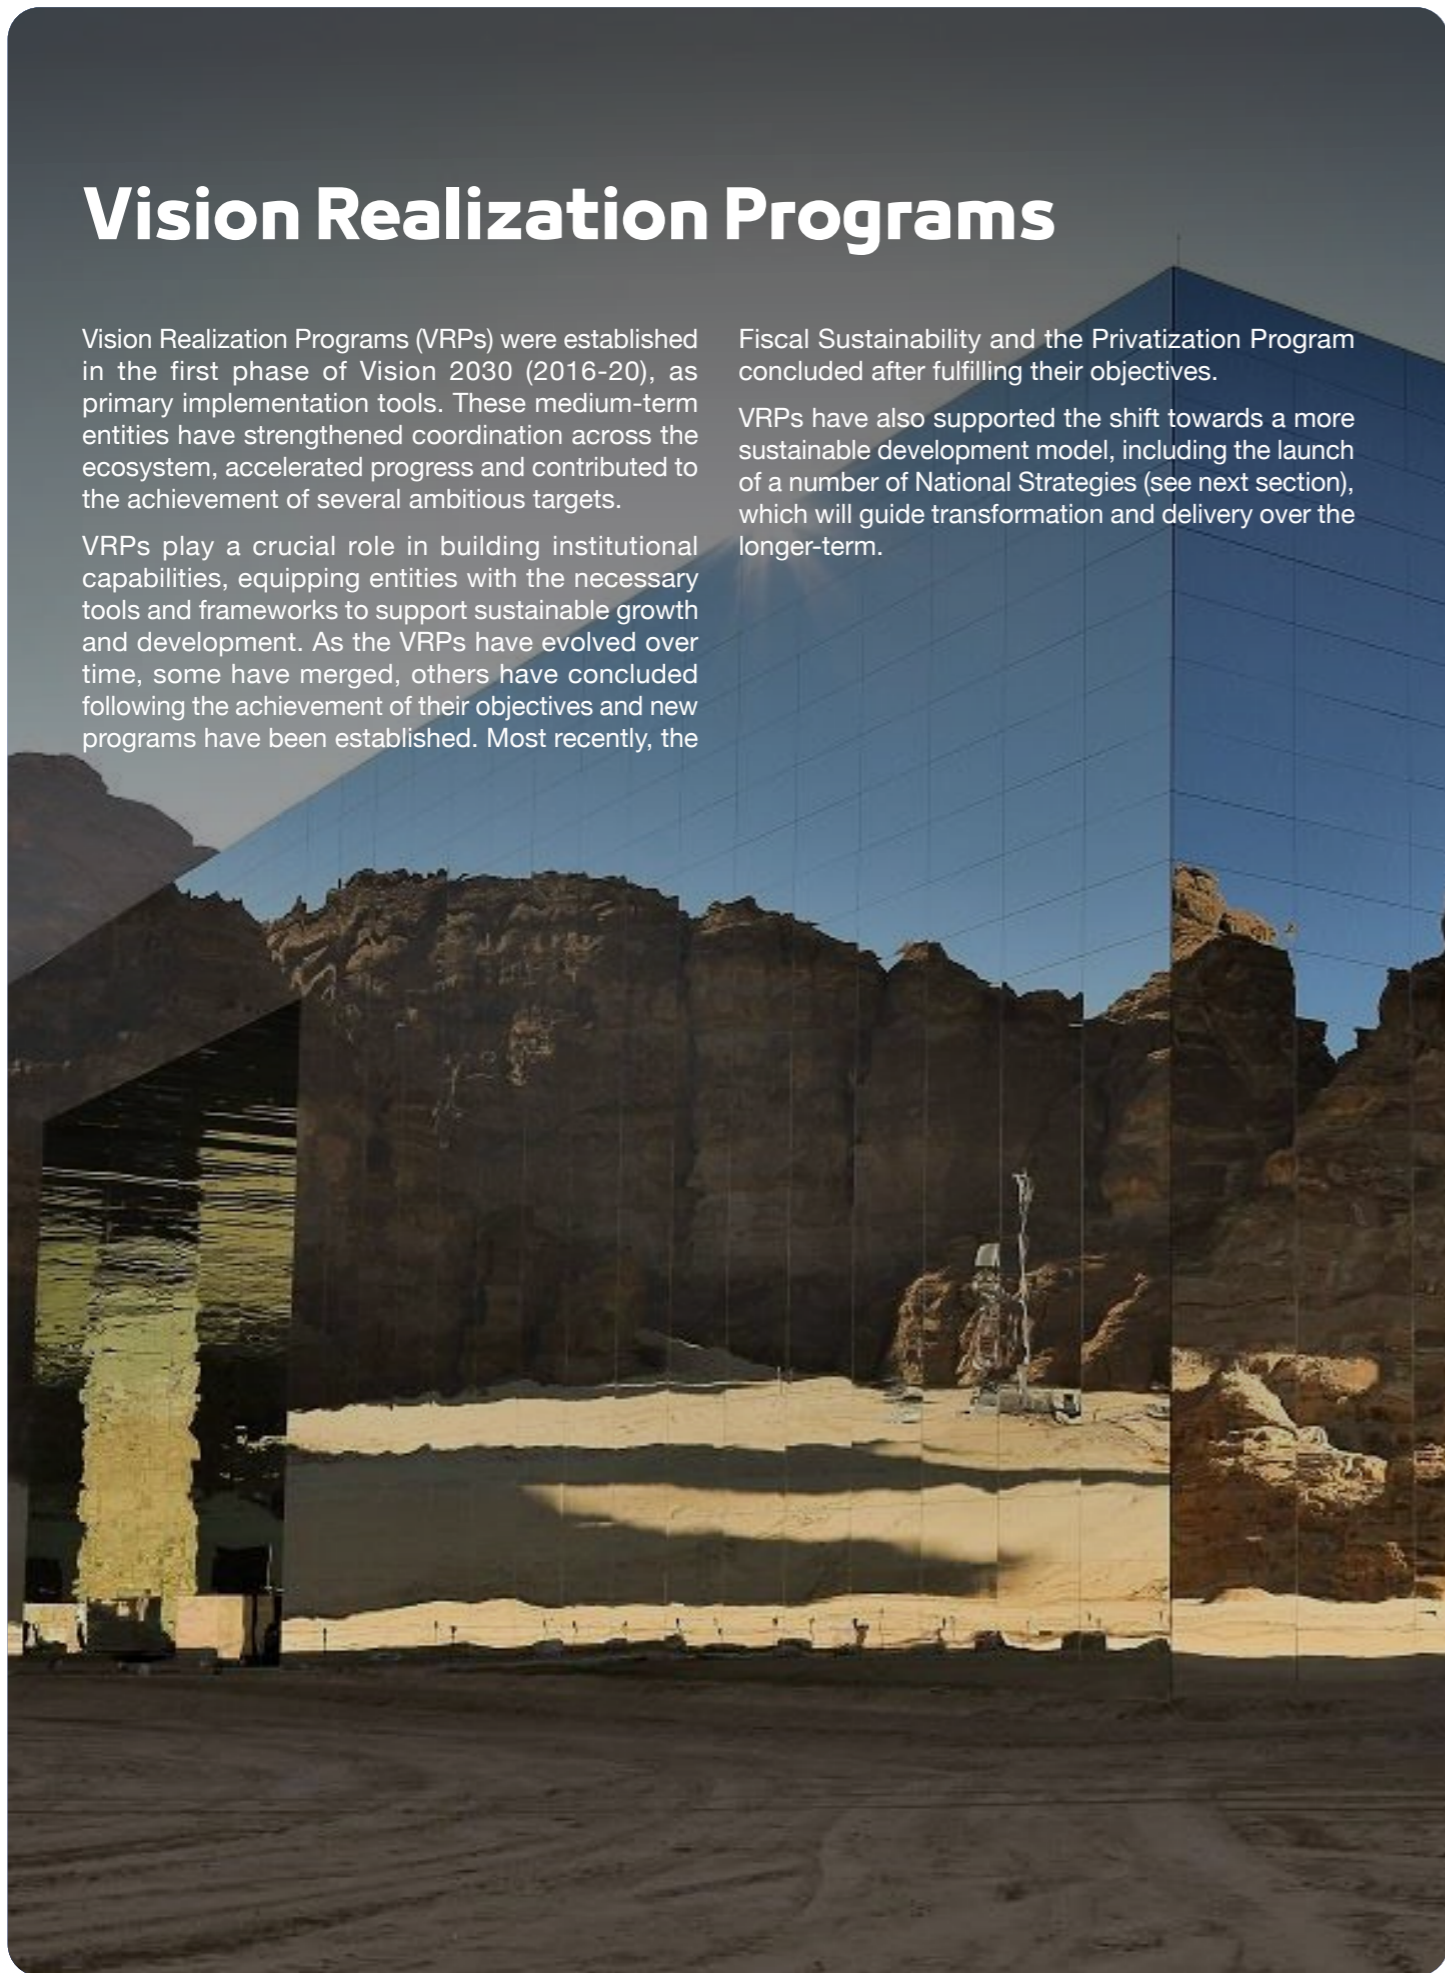 Vision Realization Programs
Vision Realization Programs (VRPs) were established
in the first phase of Vision 2030 (2016-20), as
primary implementation tools. These medium-term
entities have strengthened coordination across the
ecosystem, accelerated progress and contributed to
the achievement of several ambitious targets.
VRPs play a crucial role in building institutional
capabilities, equipping entities with the necessary
tools and frameworks to support sustainable growth
and development. As the VRPs have evolved over
time, some have merged, others have concluded
following the achievement of their objectives and new
programs have been established. Most recently, the
Fiscal Sustainability and the Privatization Program
concluded after fulfilling their objectives.
VRPs have also supported the shift towards a more
sustainable development model, including the launch
of a number of National Strategies (see next section),
which will guide transformation and delivery over the
longer-term.